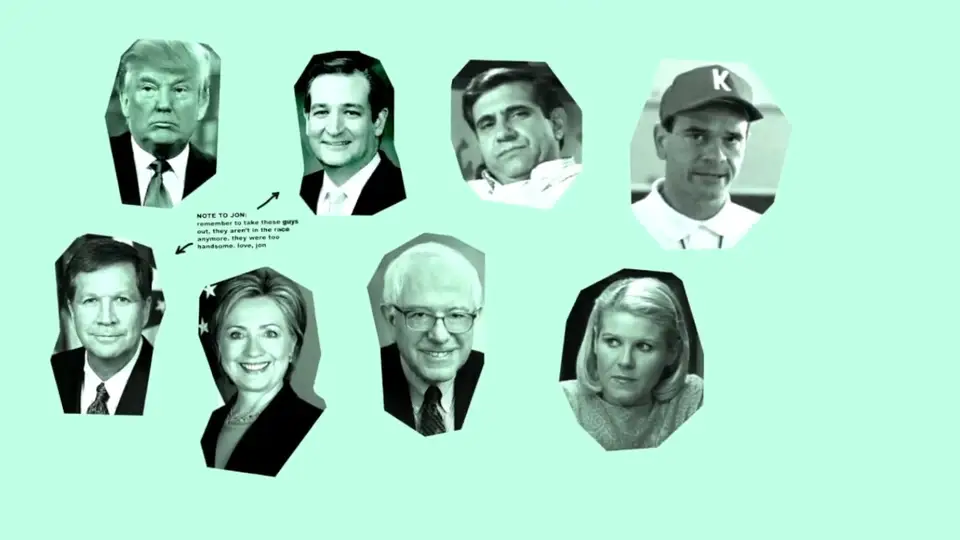 K
NOTE TO JON:
remember to take these guys
out, they aren't in the race
anymore. they were too
handsome. love, jon